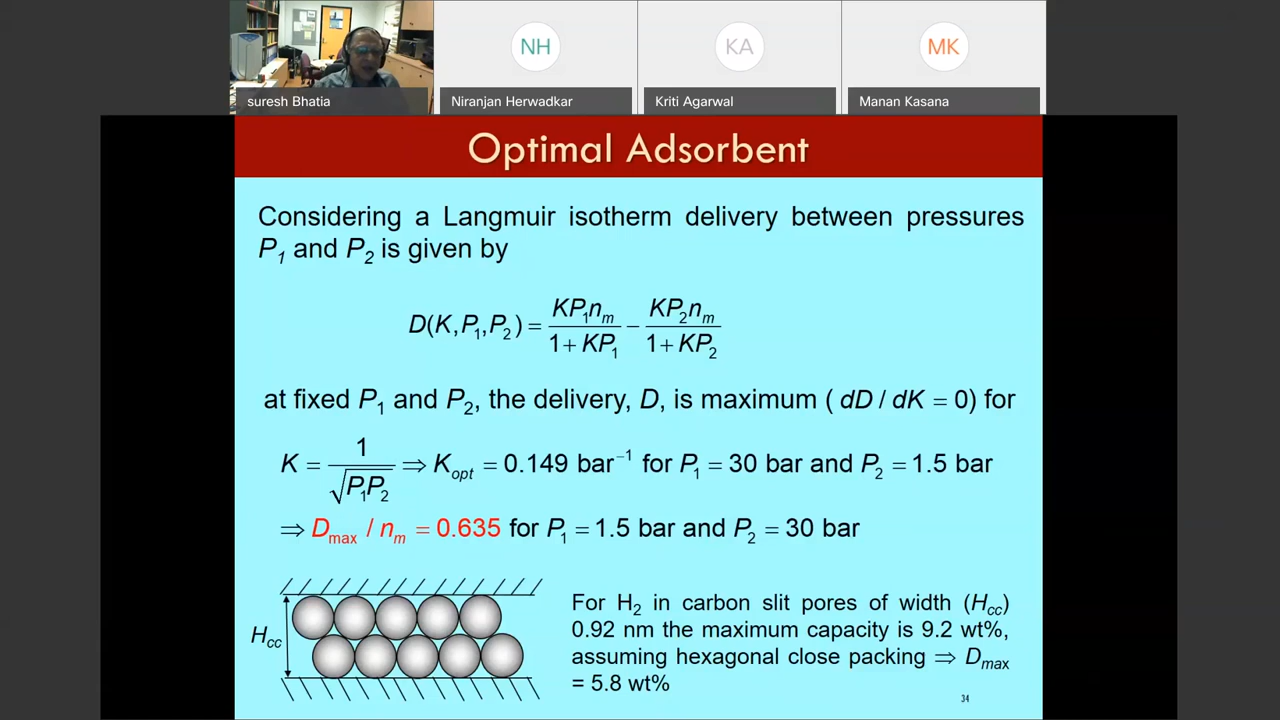 NH
KA
MK
suresh Bhatia
Niranjan Herwadkar
Kriti Agarwal
Manan Kasana
Optimal Adsorbent
Considering a Langmuir isotherm delivery between pressures
P₁ and P₂ is given by
D(K,P₁,P₂) = KP₁nₘ / (1 + KP₁) − KP₂nₘ / (1 + KP₂)
at fixed P₁ and P₂, the delivery, D, is maximum ( dD / dK = 0) for
K = 1 / √P₁P₂ ⇒ K_opt = 0.149 bar⁻¹ for P₁ = 30 bar and P₂ = 1.5 bar
⇒ D_max / nₘ = 0.635 for P₁ = 1.5 bar and P₂ = 30 bar
H_cc
For H₂ in carbon slit pores of width (H_cc)
0.92 nm the maximum capacity is 9.2 wt%,
assuming hexagonal close packing ⇒ D_max
= 5.8 wt%
34